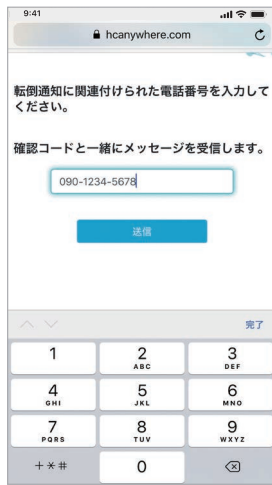 9:41
hcanywhere.com
転倒通知に関連付けられた電話番号を入力して
ください。
確認コードと一緒にメッセージを受信します。
090-1234-5678
送信
完了
1
2
3
ABC
DEF
4
5
6
GHI
JKL
MNO
7
8
9
PQRS
TUV
WXYZ
+*#
0